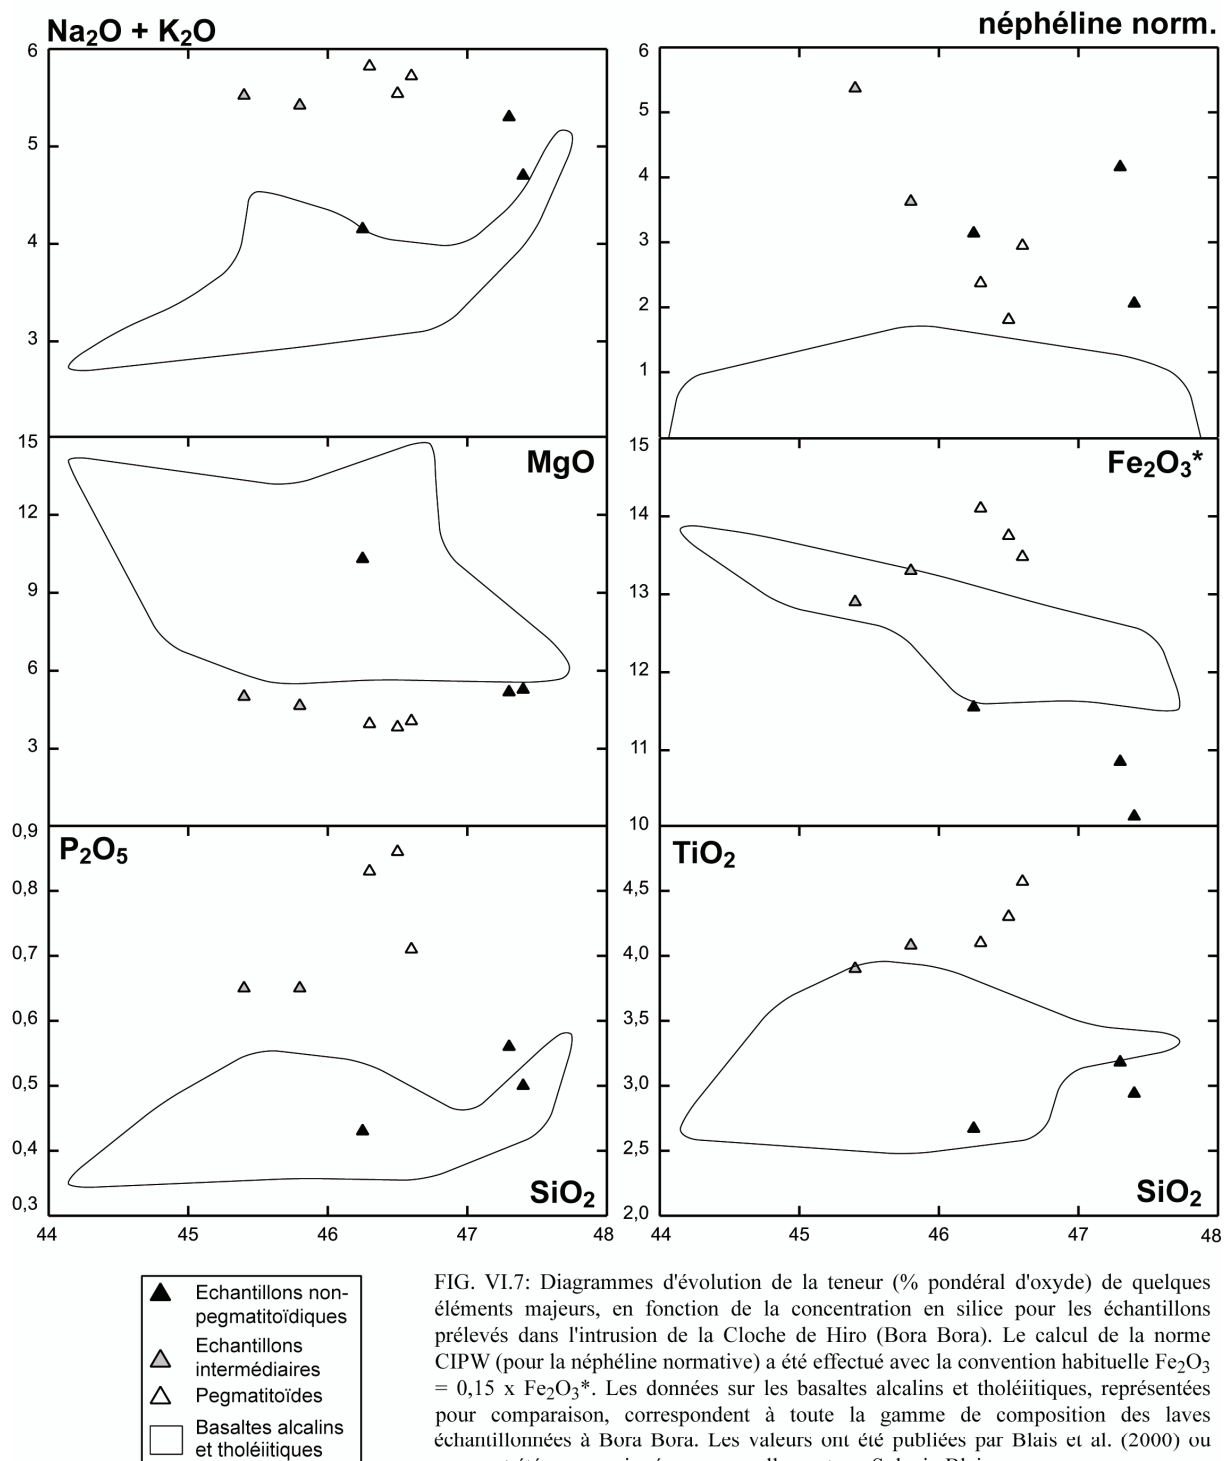 Na2O + K2O
néphéline norm.
6
5
4
3
6
5
4
3
2
1
MgO
15
12
9
6
3
Fe2O3*
15
14
13
12
11
10
P2O5
0,9
0,8
0,7
0,6
0,5
0,4
0,3
SiO2
44 45 46 47 48
TiO2
4,5
4,0
3,5
3,0
2,5
2,0
SiO2
44 45 46 47 48
Echantillons non-
pegmatitoïdiques
Echantillons
intermédiaires
Pegmatitoïdes
Basaltes alcalins
et tholéiitiques
FIG. VI.7: Diagrammes d'évolution de la teneur (% pondéral d'oxyde) de quelques
éléments majeurs, en fonction de la concentration en silice pour les échantillons
prélevés dans l'intrusion de la Cloche de Hiro (Bora Bora). Le calcul de la norme
CIPW (pour la néphéline normative) a été effectué avec la convention habituelle Fe2O3
= 0,15 x Fe2O3*. Les données sur les basaltes alcalins et tholéiitiques, représentées
pour comparaison, correspondent à toute la gamme de composition des laves
échantillonnées à Bora Bora. Les valeurs ont été publiées par Blais et al. (2000) ou